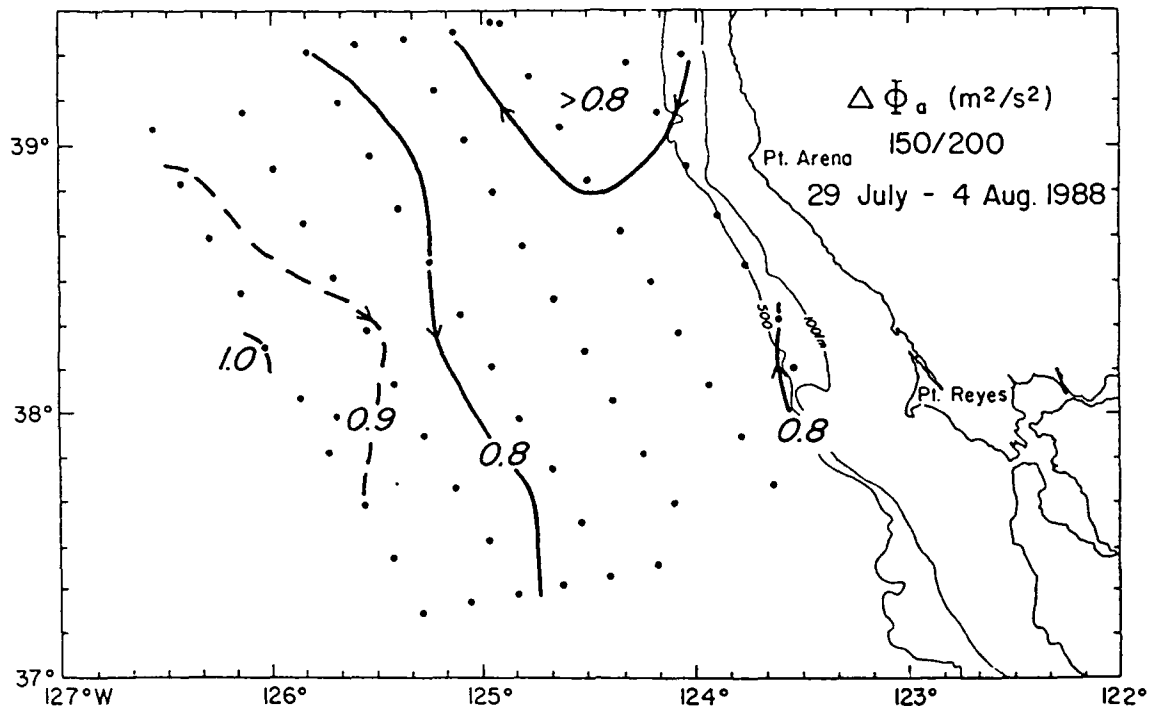 >0.8
ΔΦₐ (m²/s²)
150/200
29 July - 4 Aug. 1988
Pt. Arena
39°
500
100m
1.0
0.9
0.8
0.8
Pt. Reyes
38°
37°
127°W
126°
125°
124°
123°
122°